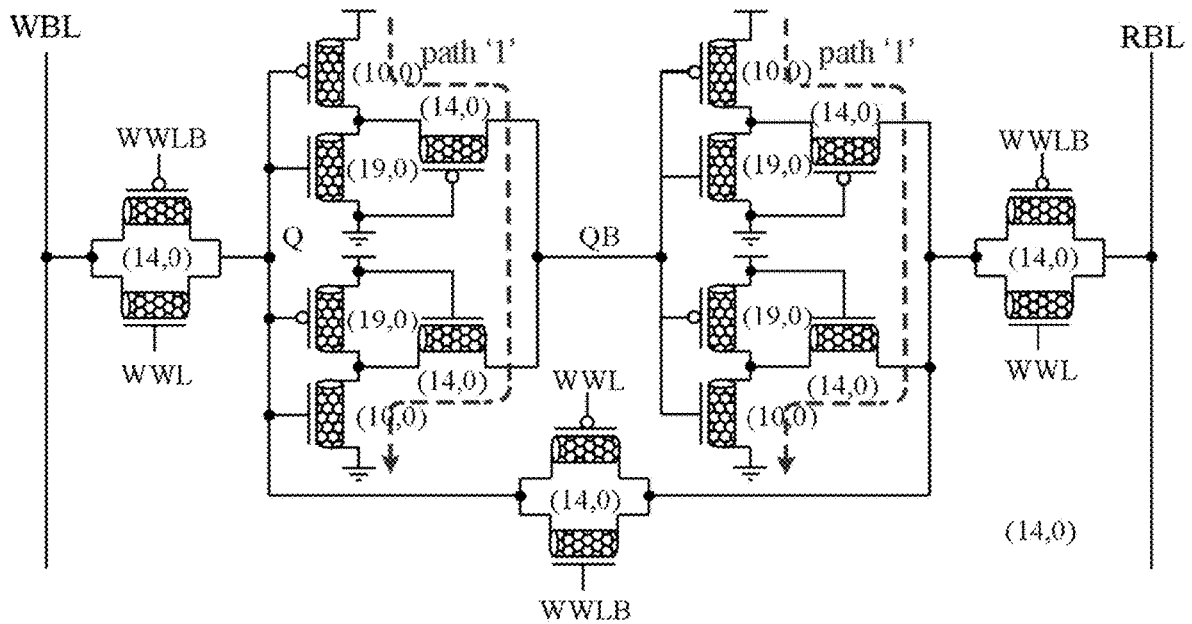 WBL
path '1'
path '1'
RBL
(10,0)
(10,0)
(14,0)
(14,0)
WWLB
WWLB
(19,0)
(19,0)
Q
QB
(14,0)
(14,0)
(19,0)
(19,0)
WWL
WWL
(14,0)
WWL
(14,0)
(10,0)
(10,0)
(14,0)
(14,0)
WWLB